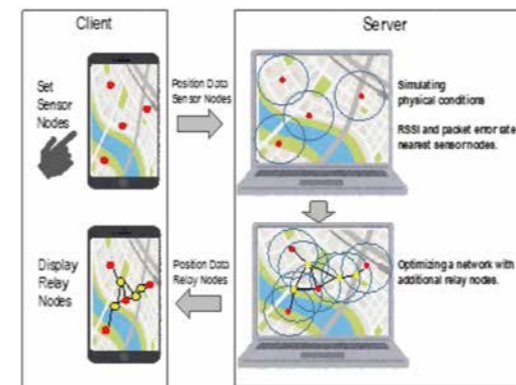 Client
Server
Set
Sensor
Nodes
Position Data
Sensor Nodes
Simulating
physical conditions
RSSI and packet error rate
nearest sensor nodes.
Display
Relay
Nodes
Position Data
Relay Nodes
Optimizing a network with
additional relay nodes.